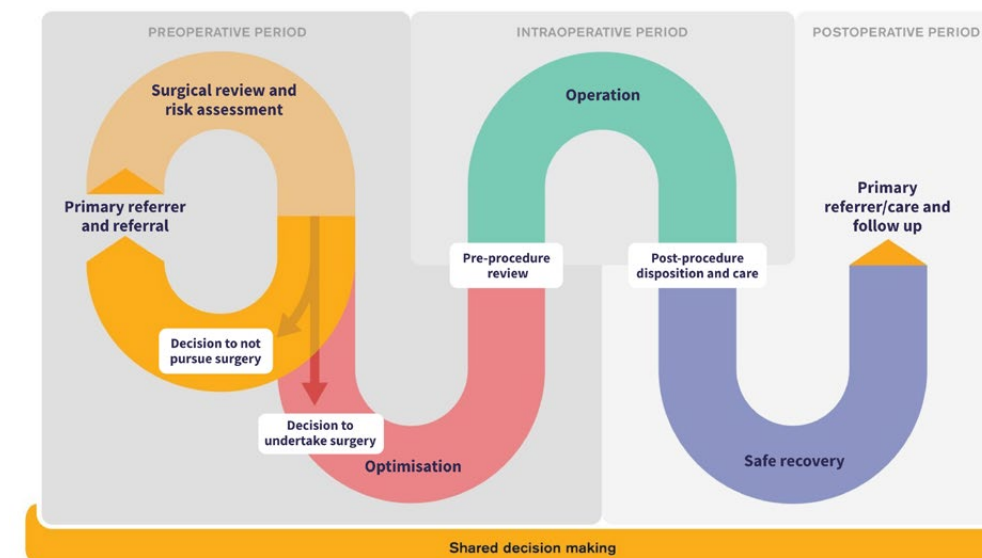 PREOPERATIVE PERIOD
INTRAOPERATIVE PERIOD
POSTOPERATIVE PERIOD
Surgical review and
risk assessment
Primary referrer
and referral
Decision to not
pursue surgery
Decision to
undertake surgery
Optimisation
Pre-procedure
review
Operation
Post-procedure
disposition and care
Safe recovery
Primary
referrer/care and
follow up
Shared decision making